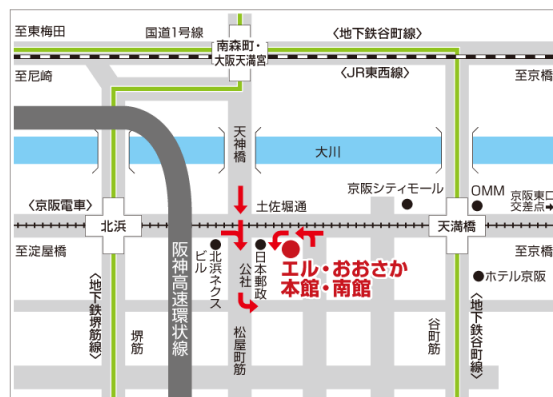 至東梅田
国道1号線
南森町・
大阪天満宮
〈地下鉄谷町線〉
至尼崎
〈JR東西線〉
至京橋
天神橋
大川
京阪シティモール
OMM
京阪東口
交差点➡
〈京阪電車〉
北浜
土佐堀通
天満橋
至淀屋橋
至京橋
阪神高速環状線
北浜ネクス
ビル
公社
日本郵政
エル・おおさか
本館・南館
ホテル京阪
〈地下鉄堺筋線〉
堺筋
松屋町筋
谷町筋
〈地下鉄谷町線〉